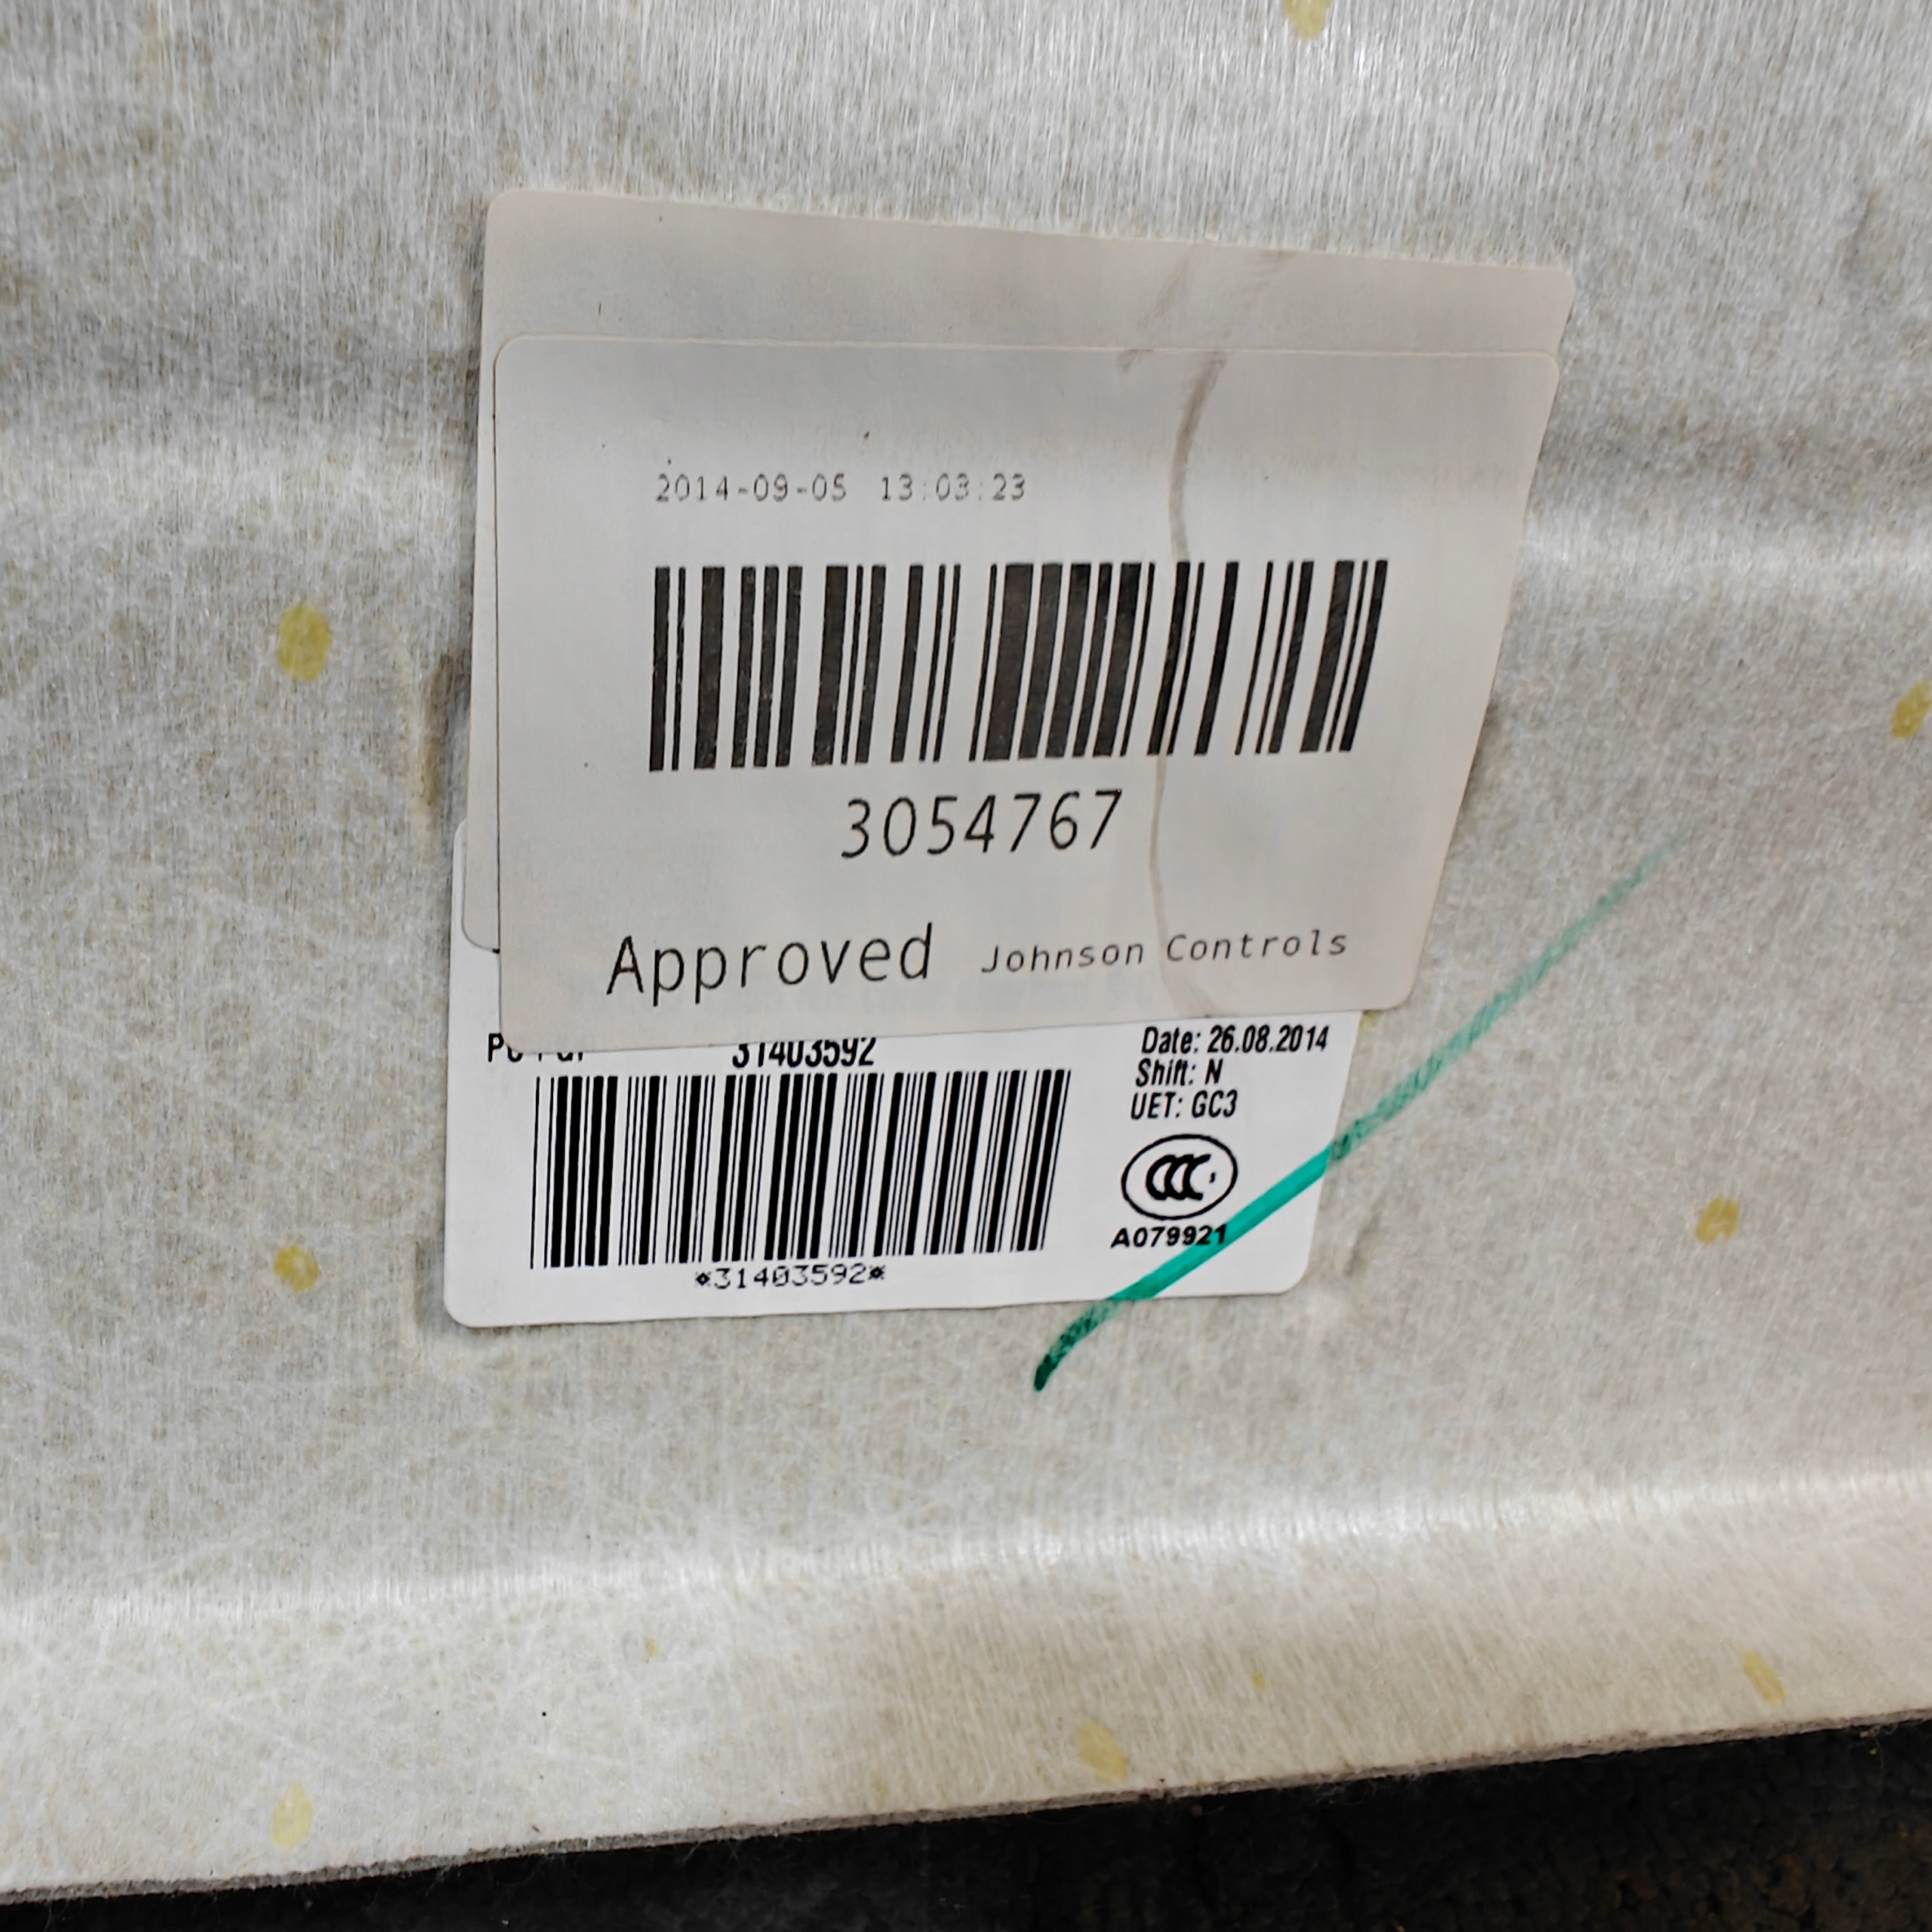 2014-09-05 13:03:23
3054767
Approved Johnson Controls
31403592
Date: 26.08.2014
Shift: N
UET: GC3
CCC
A079921
*31403592*